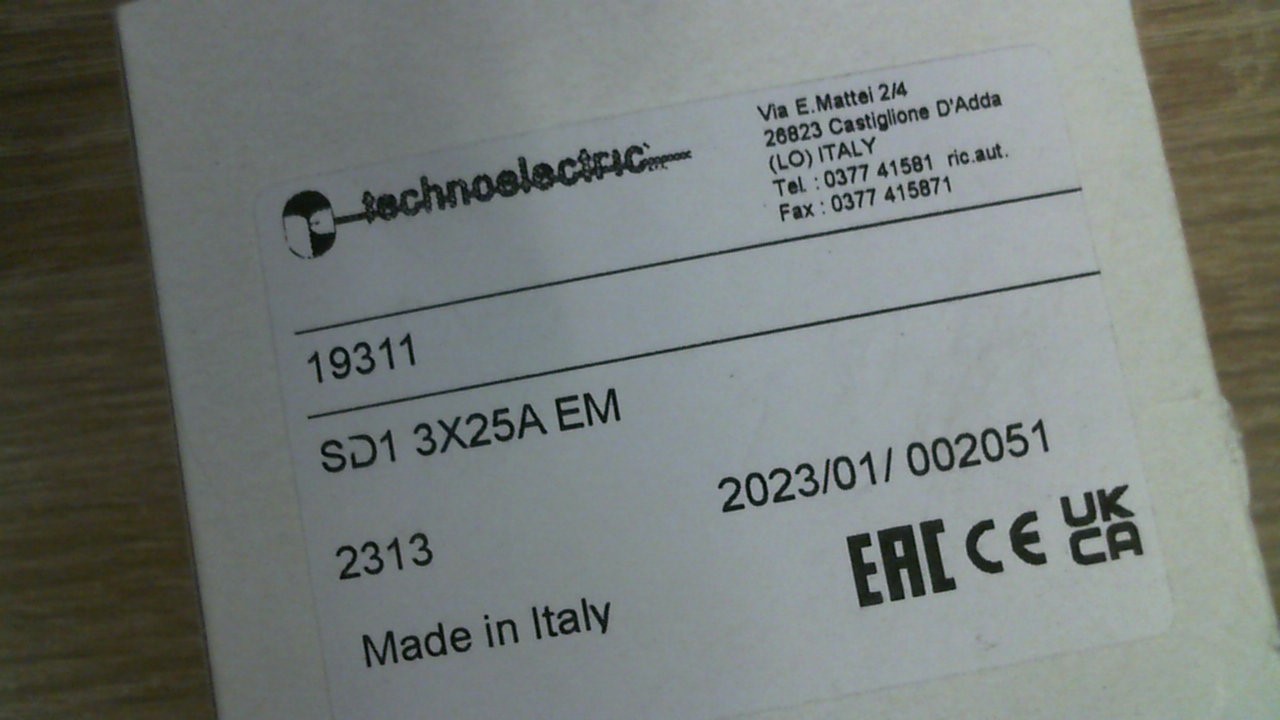 technoelectric
Via E.Mattei 2/4
26823 Castiglione D'Adda
(LO) ITALY
Tel. : 0377 41581 ric.aut.
Fax : 0377 415871
19311
SD1 3X25A EM
2023/01/ 002051
2313
EAC CE UK
CA
Made in Italy